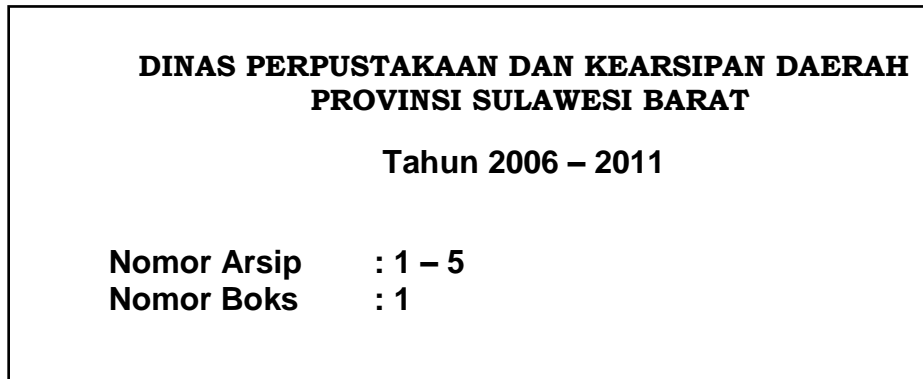 DINAS PERPUSTAKAAN DAN KEARSIPAN DAERAH
PROVINSI SULAWESI BARAT
Tahun 2006 – 2011
Nomor Arsip : 1 – 5
Nomor Boks : 1